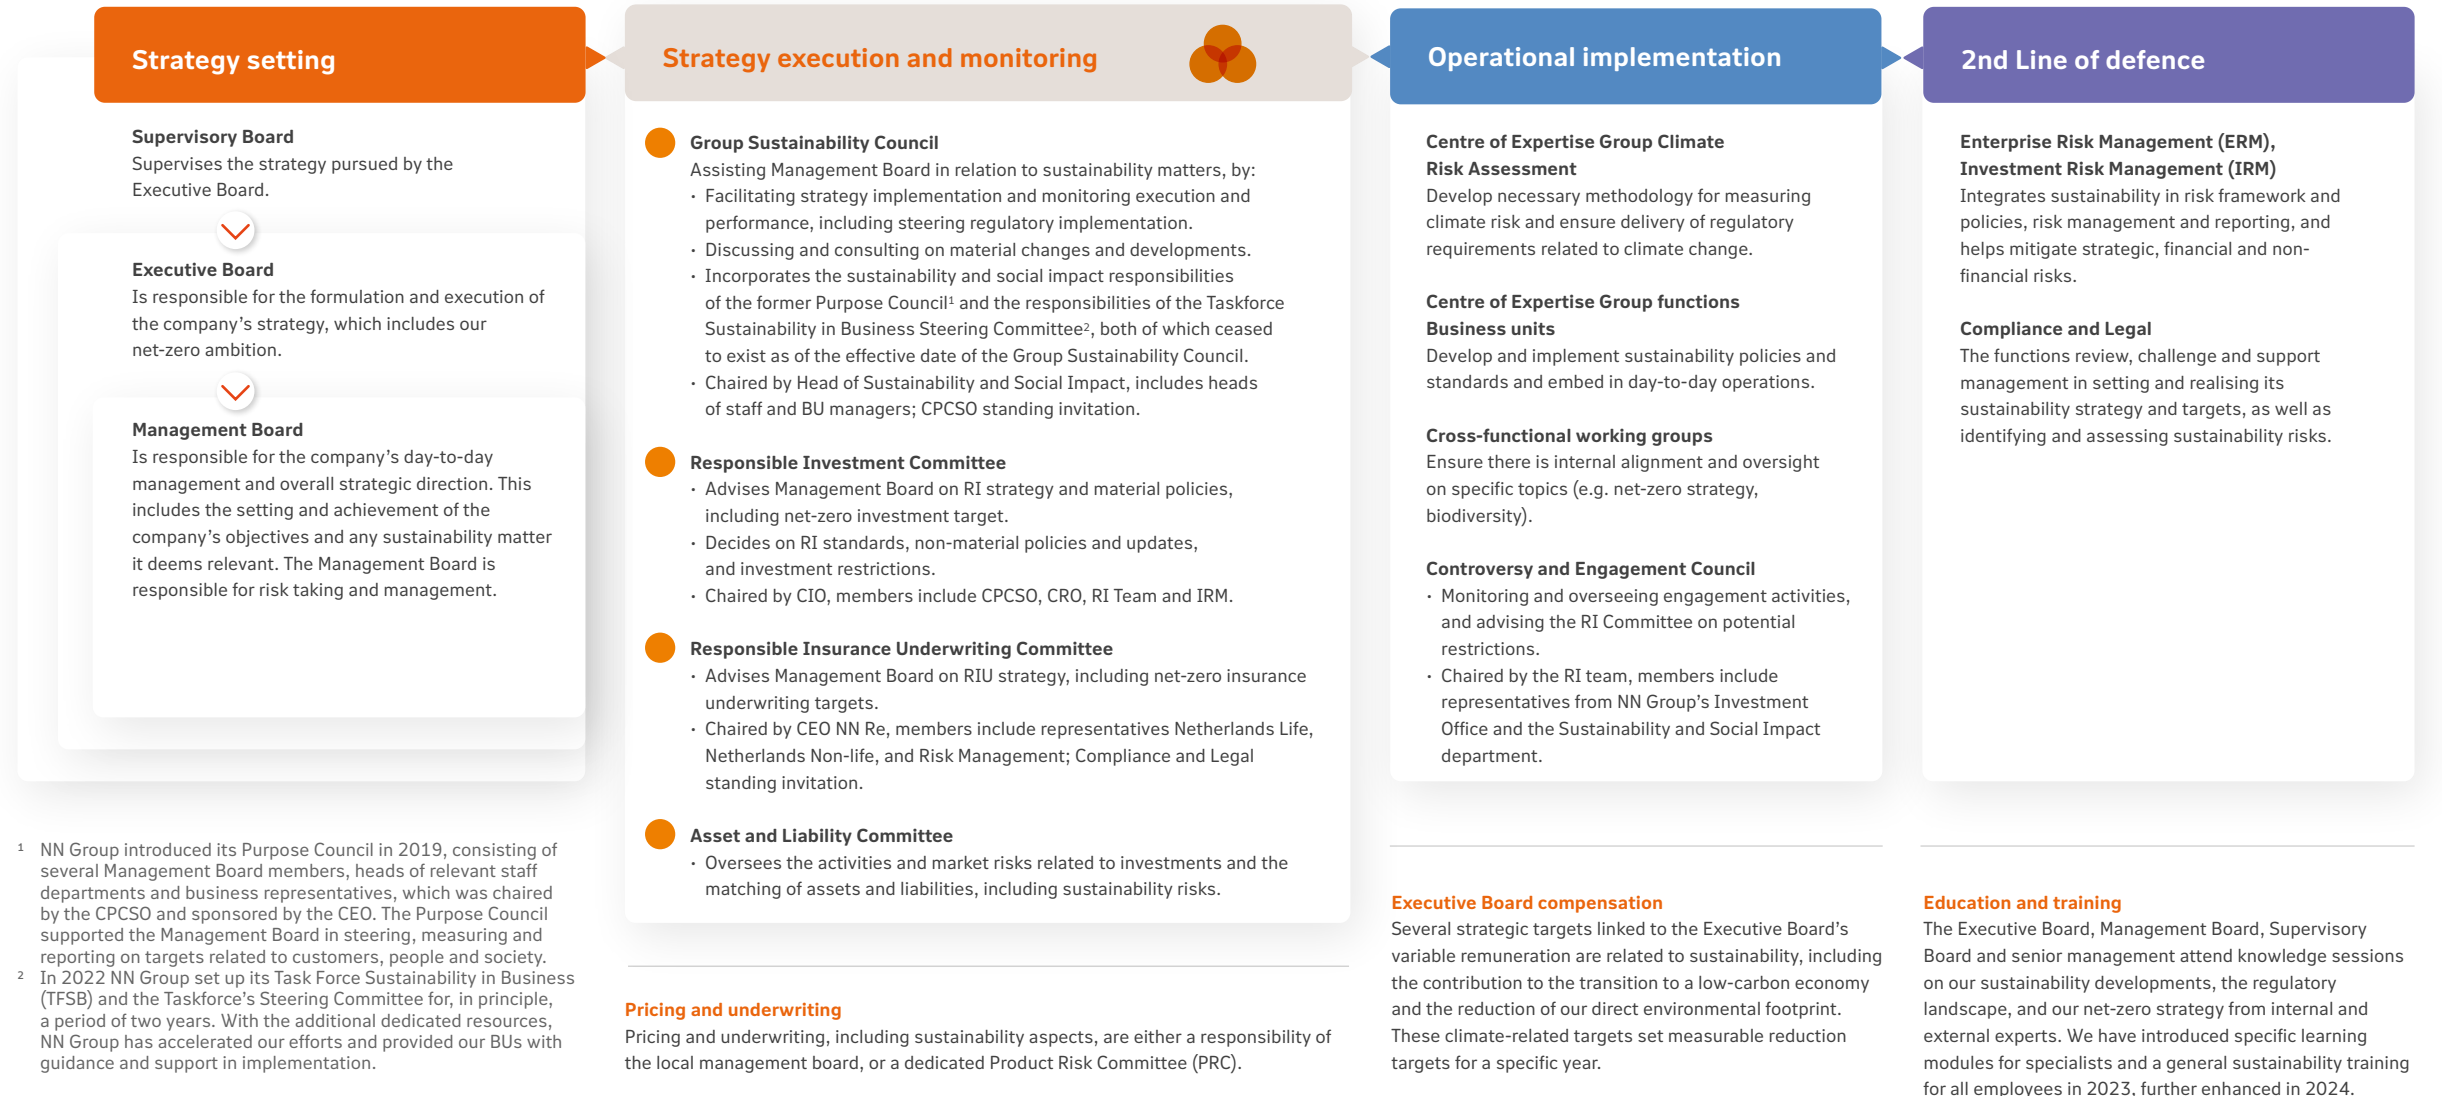 Strategy setting
Supervisory Board
Supervises the strategy pursued by the
Executive Board.
Executive Board
Is responsible for the formulation and execution of
the company’s strategy, which includes our
net-zero ambition.
Management Board
Is responsible for the company’s day-to-day
management and overall strategic direction. This
includes the setting and achievement of the
company’s objectives and any sustainability matter
it deems relevant. The Management Board is
responsible for risk taking and management.
¹ NN Group introduced its Purpose Council in 2019, consisting of
several Management Board members, heads of relevant staff
departments and business representatives, which was chaired
by the CPCSO and sponsored by the CEO. The Purpose Council
supported the Management Board in steering, measuring and
reporting on targets related to customers, people and society.
² In 2022 NN Group set up its Task Force Sustainability in Business
(TFSB) and the Taskforce’s Steering Committee for, in principle,
a period of two years. With the additional dedicated resources,
NN Group has accelerated our efforts and provided our BUs with
guidance and support in implementation.
Strategy execution and monitoring
Group Sustainability Council
Assisting Management Board in relation to sustainability matters, by:
· Facilitating strategy implementation and monitoring execution and
performance, including steering regulatory implementation.
· Discussing and consulting on material changes and developments.
· Incorporates the sustainability and social impact responsibilities
of the former Purpose Council¹ and the responsibilities of the Taskforce
Sustainability in Business Steering Committee², both of which ceased
to exist as of the effective date of the Group Sustainability Council.
· Chaired by Head of Sustainability and Social Impact, includes heads
of staff and BU managers; CPCSO standing invitation.
Responsible Investment Committee
· Advises Management Board on RI strategy and material policies,
including net-zero investment target.
· Decides on RI standards, non-material policies and updates,
and investment restrictions.
· Chaired by CIO, members include CPCSO, CRO, RI Team and IRM.
Responsible Insurance Underwriting Committee
· Advises Management Board on RIU strategy, including net-zero insurance
underwriting targets.
· Chaired by CEO NN Re, members include representatives Netherlands Life,
Netherlands Non-life, and Risk Management; Compliance and Legal
standing invitation.
Asset and Liability Committee
· Oversees the activities and market risks related to investments and the
matching of assets and liabilities, including sustainability risks.
Pricing and underwriting
Pricing and underwriting, including sustainability aspects, are either a responsibility of
the local management board, or a dedicated Product Risk Committee (PRC).
Operational implementation
Centre of Expertise Group Climate
Risk Assessment
Develop necessary methodology for measuring
climate risk and ensure delivery of regulatory
requirements related to climate change.
Centre of Expertise Group functions
Business units
Develop and implement sustainability policies and
standards and embed in day-to-day operations.
Cross-functional working groups
Ensure there is internal alignment and oversight
on specific topics (e.g. net-zero strategy,
biodiversity).
Controversy and Engagement Council
· Monitoring and overseeing engagement activities,
and advising the RI Committee on potential
restrictions.
· Chaired by the RI team, members include
representatives from NN Group’s Investment
Office and the Sustainability and Social Impact
department.
Executive Board compensation
Several strategic targets linked to the Executive Board’s
variable remuneration are related to sustainability, including
the contribution to the transition to a low-carbon economy
and the reduction of our direct environmental footprint.
These climate-related targets set measurable reduction
targets for a specific year.
2nd Line of defence
Enterprise Risk Management (ERM),
Investment Risk Management (IRM)
Integrates sustainability in risk framework and
policies, risk management and reporting, and
helps mitigate strategic, financial and non-
financial risks.
Compliance and Legal
The functions review, challenge and support
management in setting and realising its
sustainability strategy and targets, as well as
identifying and assessing sustainability risks.
Education and training
The Executive Board, Management Board, Supervisory
Board and senior management attend knowledge sessions
on our sustainability developments, the regulatory
landscape, and our net-zero strategy from internal and
external experts. We have introduced specific learning
modules for specialists and a general sustainability training
for all employees in 2023, further enhanced in 2024.